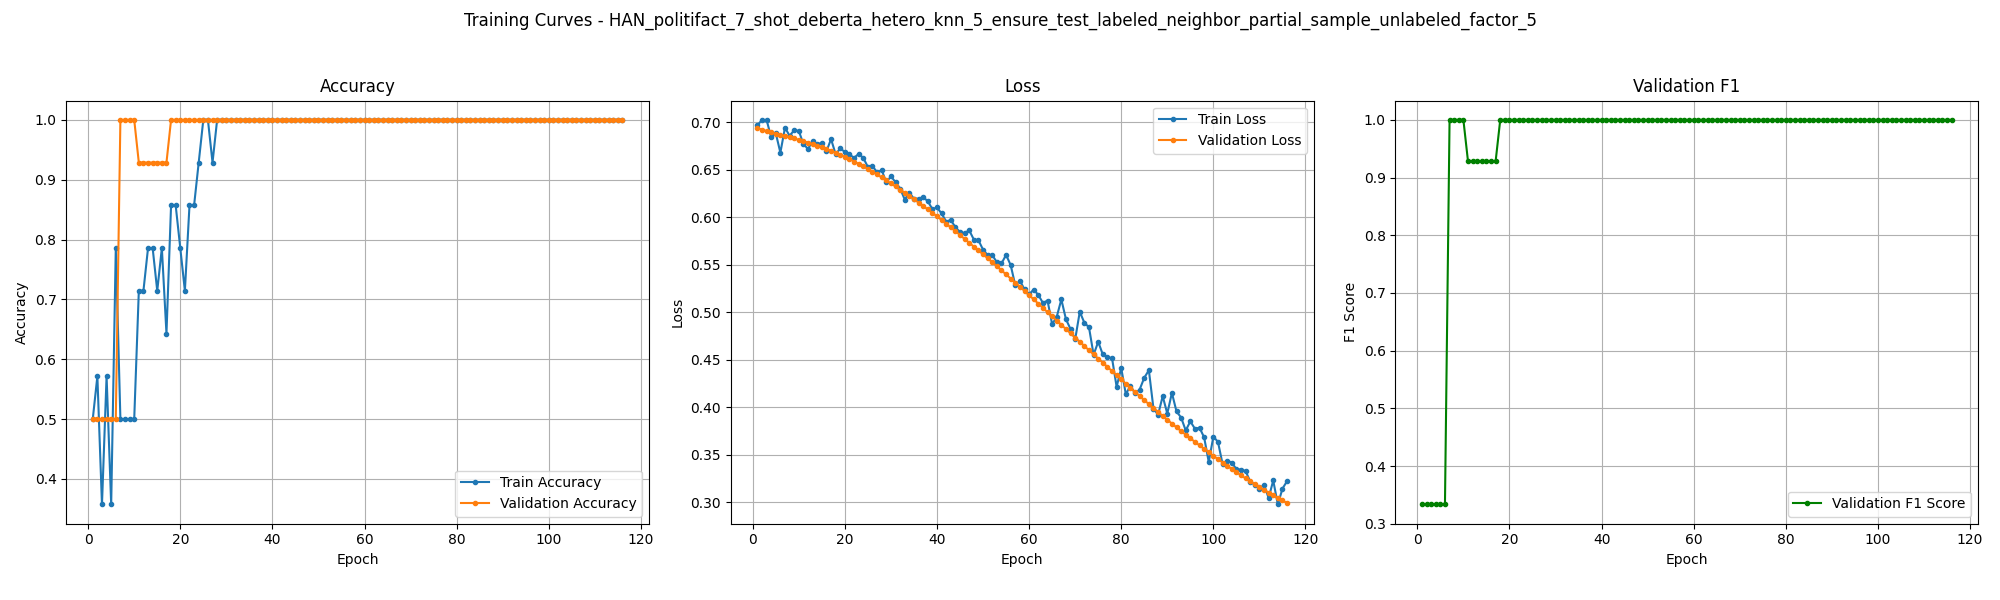 Training Curves - HAN_politifact_7_shot_deberta_hetero_knn_5_ensure_test_labeled_neighbor_partial_sample_unlabeled_factor_5
Accuracy
Accuracy
1.0
0.9
0.8
0.7
0.6
0.5
0.4
0 20 40 60 80 100 120
Epoch
Train Accuracy
Validation Accuracy
Loss
Loss
0.70
0.65
0.60
0.55
0.50
0.45
0.40
0.35
0.30
0 20 40 60 80 100 120
Epoch
Train Loss
Validation Loss
Validation F1
F1 Score
1.0
0.9
0.8
0.7
0.6
0.5
0.4
0.3
0 20 40 60 80 100 120
Epoch
Validation F1 Score